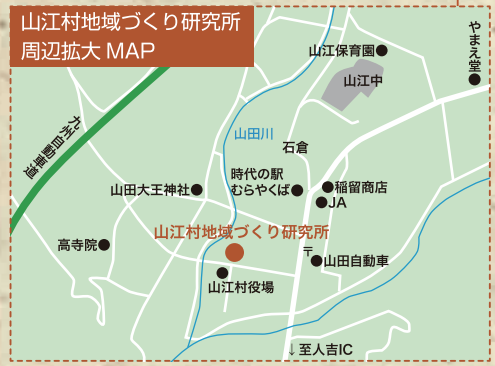 山江村地域づくり研究所
周辺拡大 MAP
やまえ堂
山江保育園
山江中
九州自動車道
山田川
石倉
時代の駅
むらやくば
稲留商店
JA
山田大王神社
山江村地域づくり研究所
高寺院
〒
山田自動車
山江村役場
↓至人吉IC